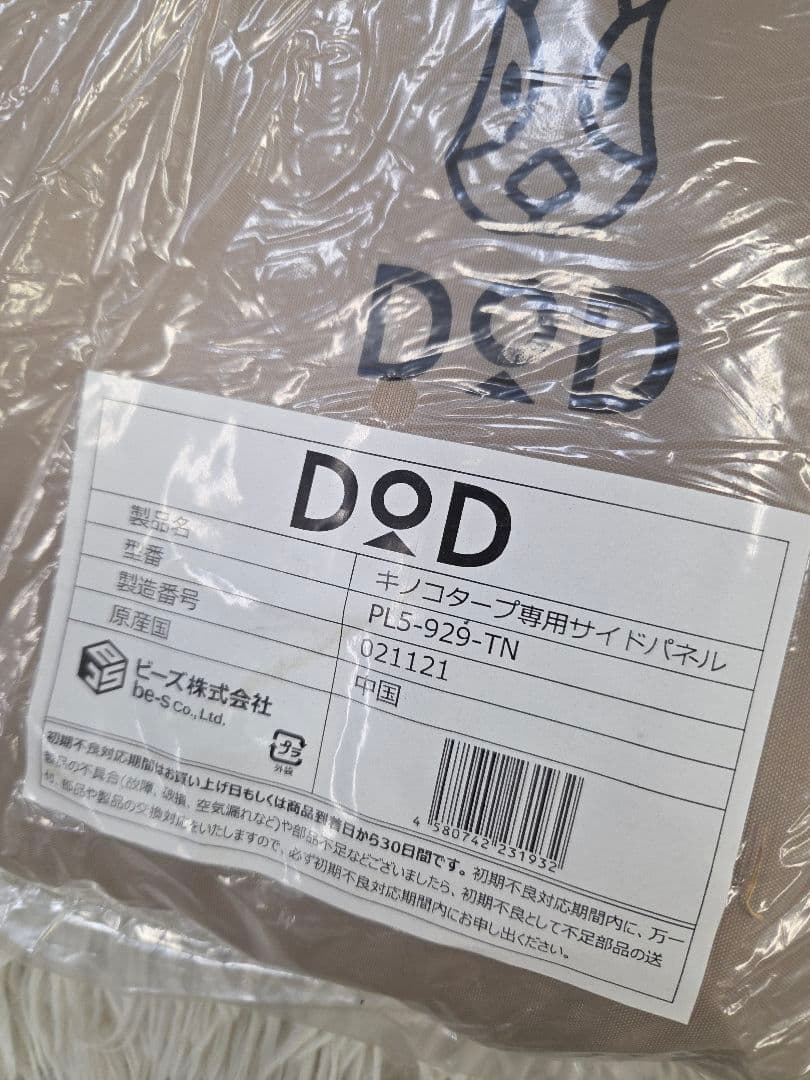 DOD
DOD
製品名 キノコタープ専用サイドパネル
型番 PL5-929-TN
製造番号 021121
原産国 中国
ビーズ株式会社
be-s Co.,Ltd.
プラ
外袋
4 580742 231932
初期不良対応期間はお買い上げ日もしくは商品到着日から30日間です。初期不良対応期間内に、万一
製品の不具合(故障、破損、空気漏れなど)や部品不足などございましたら、初期不良として不足部品の送
付、部品や製品の交換対応をいたしますので、必ず初期不良対応期間内にお申し出ください。